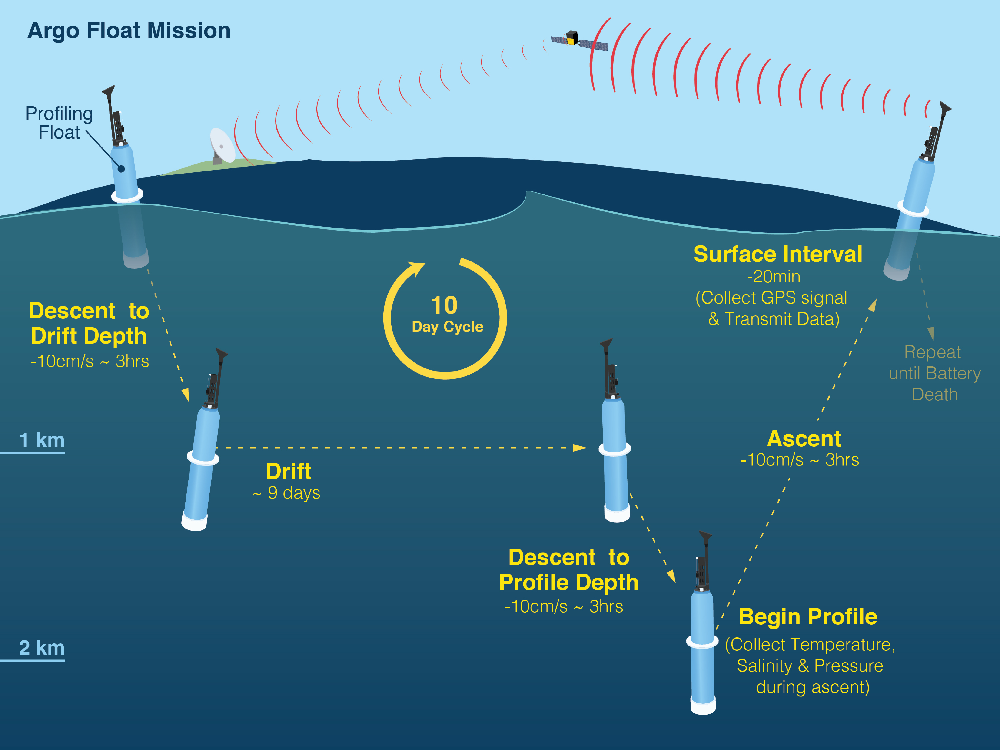 Argo Float Mission
Profiling
Float
Descent to
Drift Depth
-10cm/s ~ 3hrs
10
Day Cycle
Surface Interval
-20min
(Collect GPS signal
& Transmit Data)
Repeat
until Battery
Death
1 km
Drift
~ 9 days
Ascent
-10cm/s ~ 3hrs
Descent to
Profile Depth
-10cm/s ~ 3hrs
2 km
Begin Profile
(Collect Temperature,
Salinity & Pressure
during ascent)